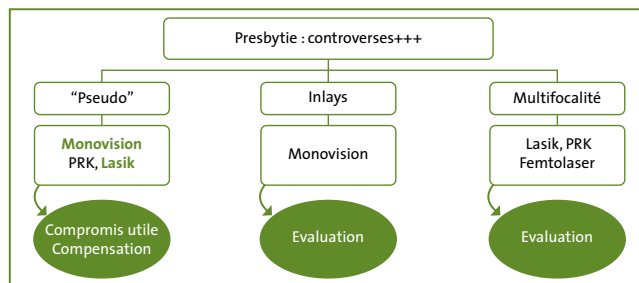 Presbytie : controverses+++
“Pseudo”
Inlays
Multifocalité
Monovision
PRK, Lasik
Monovision
Lasik, PRK
Femtolaser
Compromis utile
Compensation
Evaluation
Evaluation